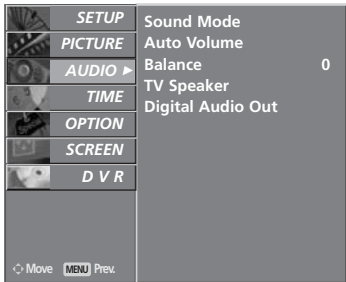 SETUP
PICTURE
AUDIO
TIME
OPTION
SCREEN
D V R
Move MENU Prev.
Sound Mode
Auto Volume
Balance 0
TV Speaker
Digital Audio Out